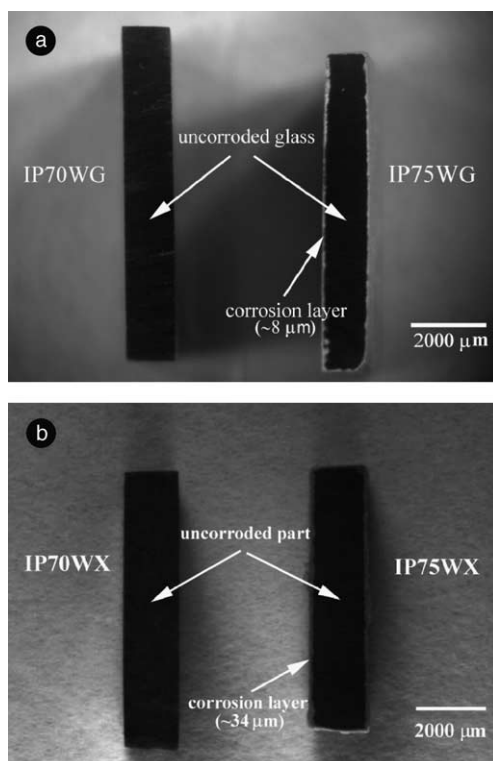 a
uncorroded glass
IP70WG
IP75WG
corrosion layer
(~8 μm)
2000 μm
b
uncorroded part
IP70WX
IP75WX
corrosion layer
(~34 μm)
2000 μm